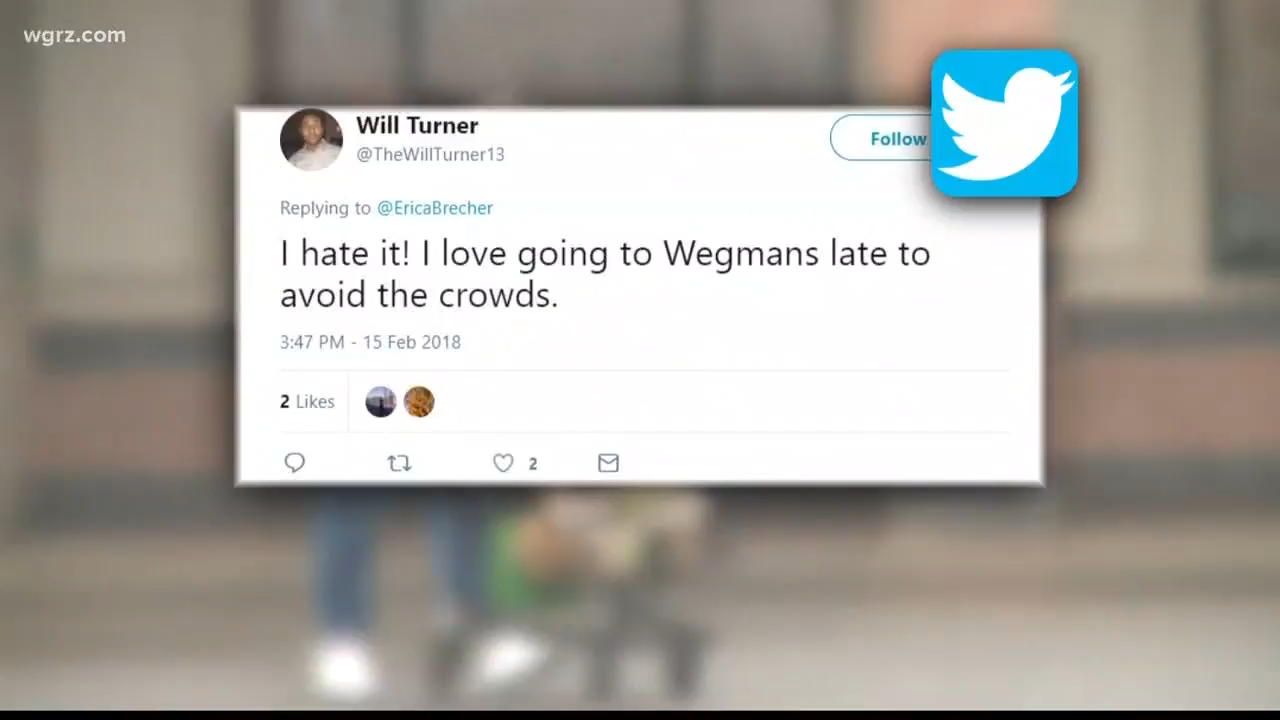 wgrz.com
Will Turner
@TheWillTurner13
Follow
Replying to @EricaBrecher
I hate it! I love going to Wegmans late to
avoid the crowds.
3:47 PM - 15 Feb 2018
2 Likes
2